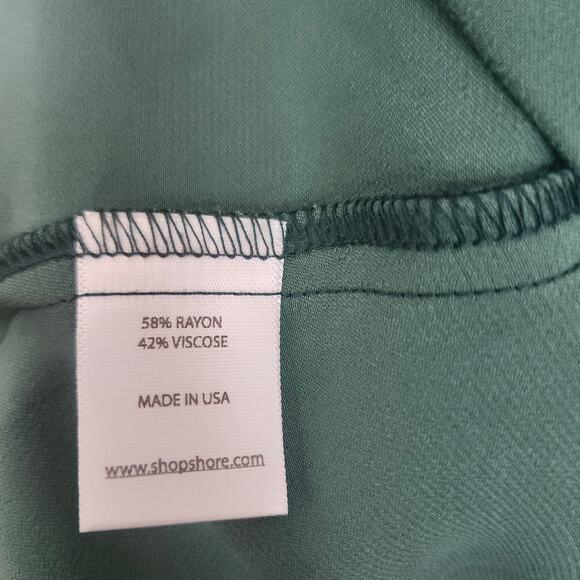 58% RAYON
42% VISCOSE
MADE IN USA
www.shopshore.com